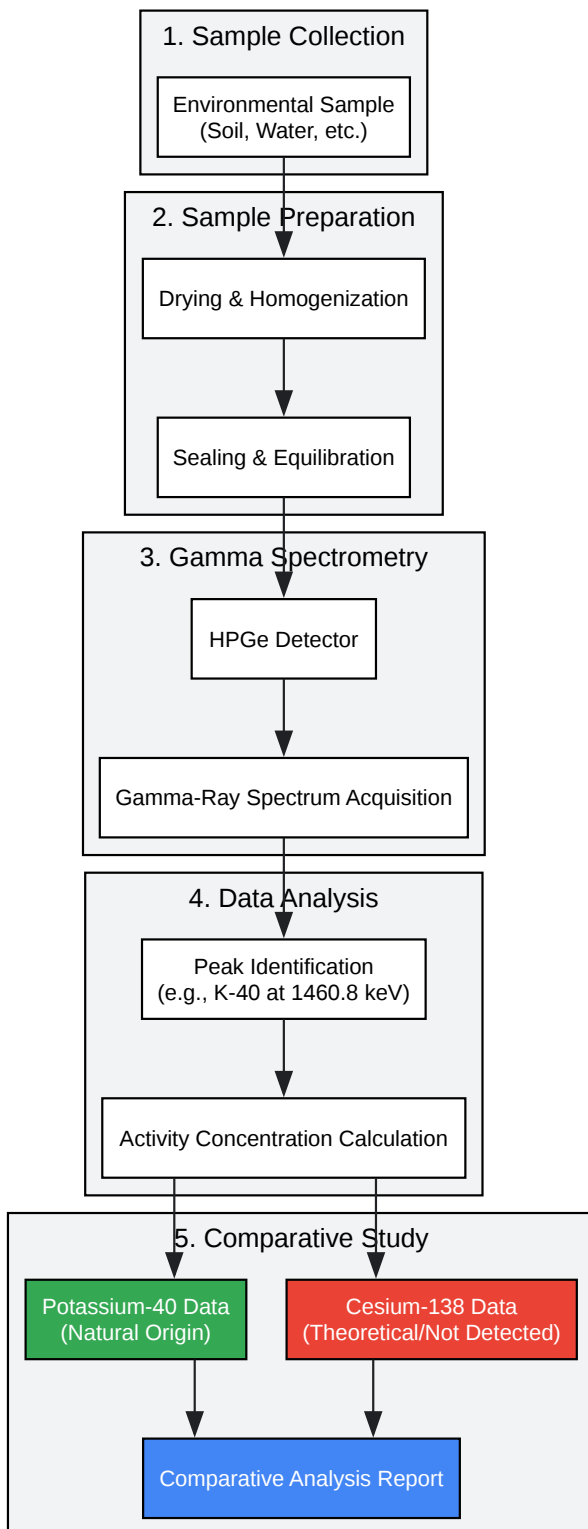 1. Sample Collection
Environmental Sample
(Soil, Water, etc.)
2. Sample Preparation
Drying & Homogenization
Sealing & Equilibration
3. Gamma Spectrometry
HPGe Detector
Gamma-Ray Spectrum Acquisition
4. Data Analysis
Peak Identification
(e.g., K-40 at 1460.8 keV)
Activity Concentration Calculation
5. Comparative Study
Potassium-40 Data
(Natural Origin)
Cesium-138 Data
(Theoretical/Not Detected)
Comparative Analysis Report